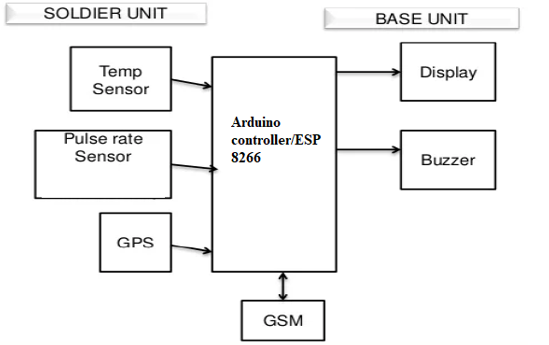 SOLDIER UNIT
BASE UNIT
Temp
Sensor
Display
Arduino
controller/ESP
8266
Pulse rate
Sensor
Buzzer
GPS
GSM